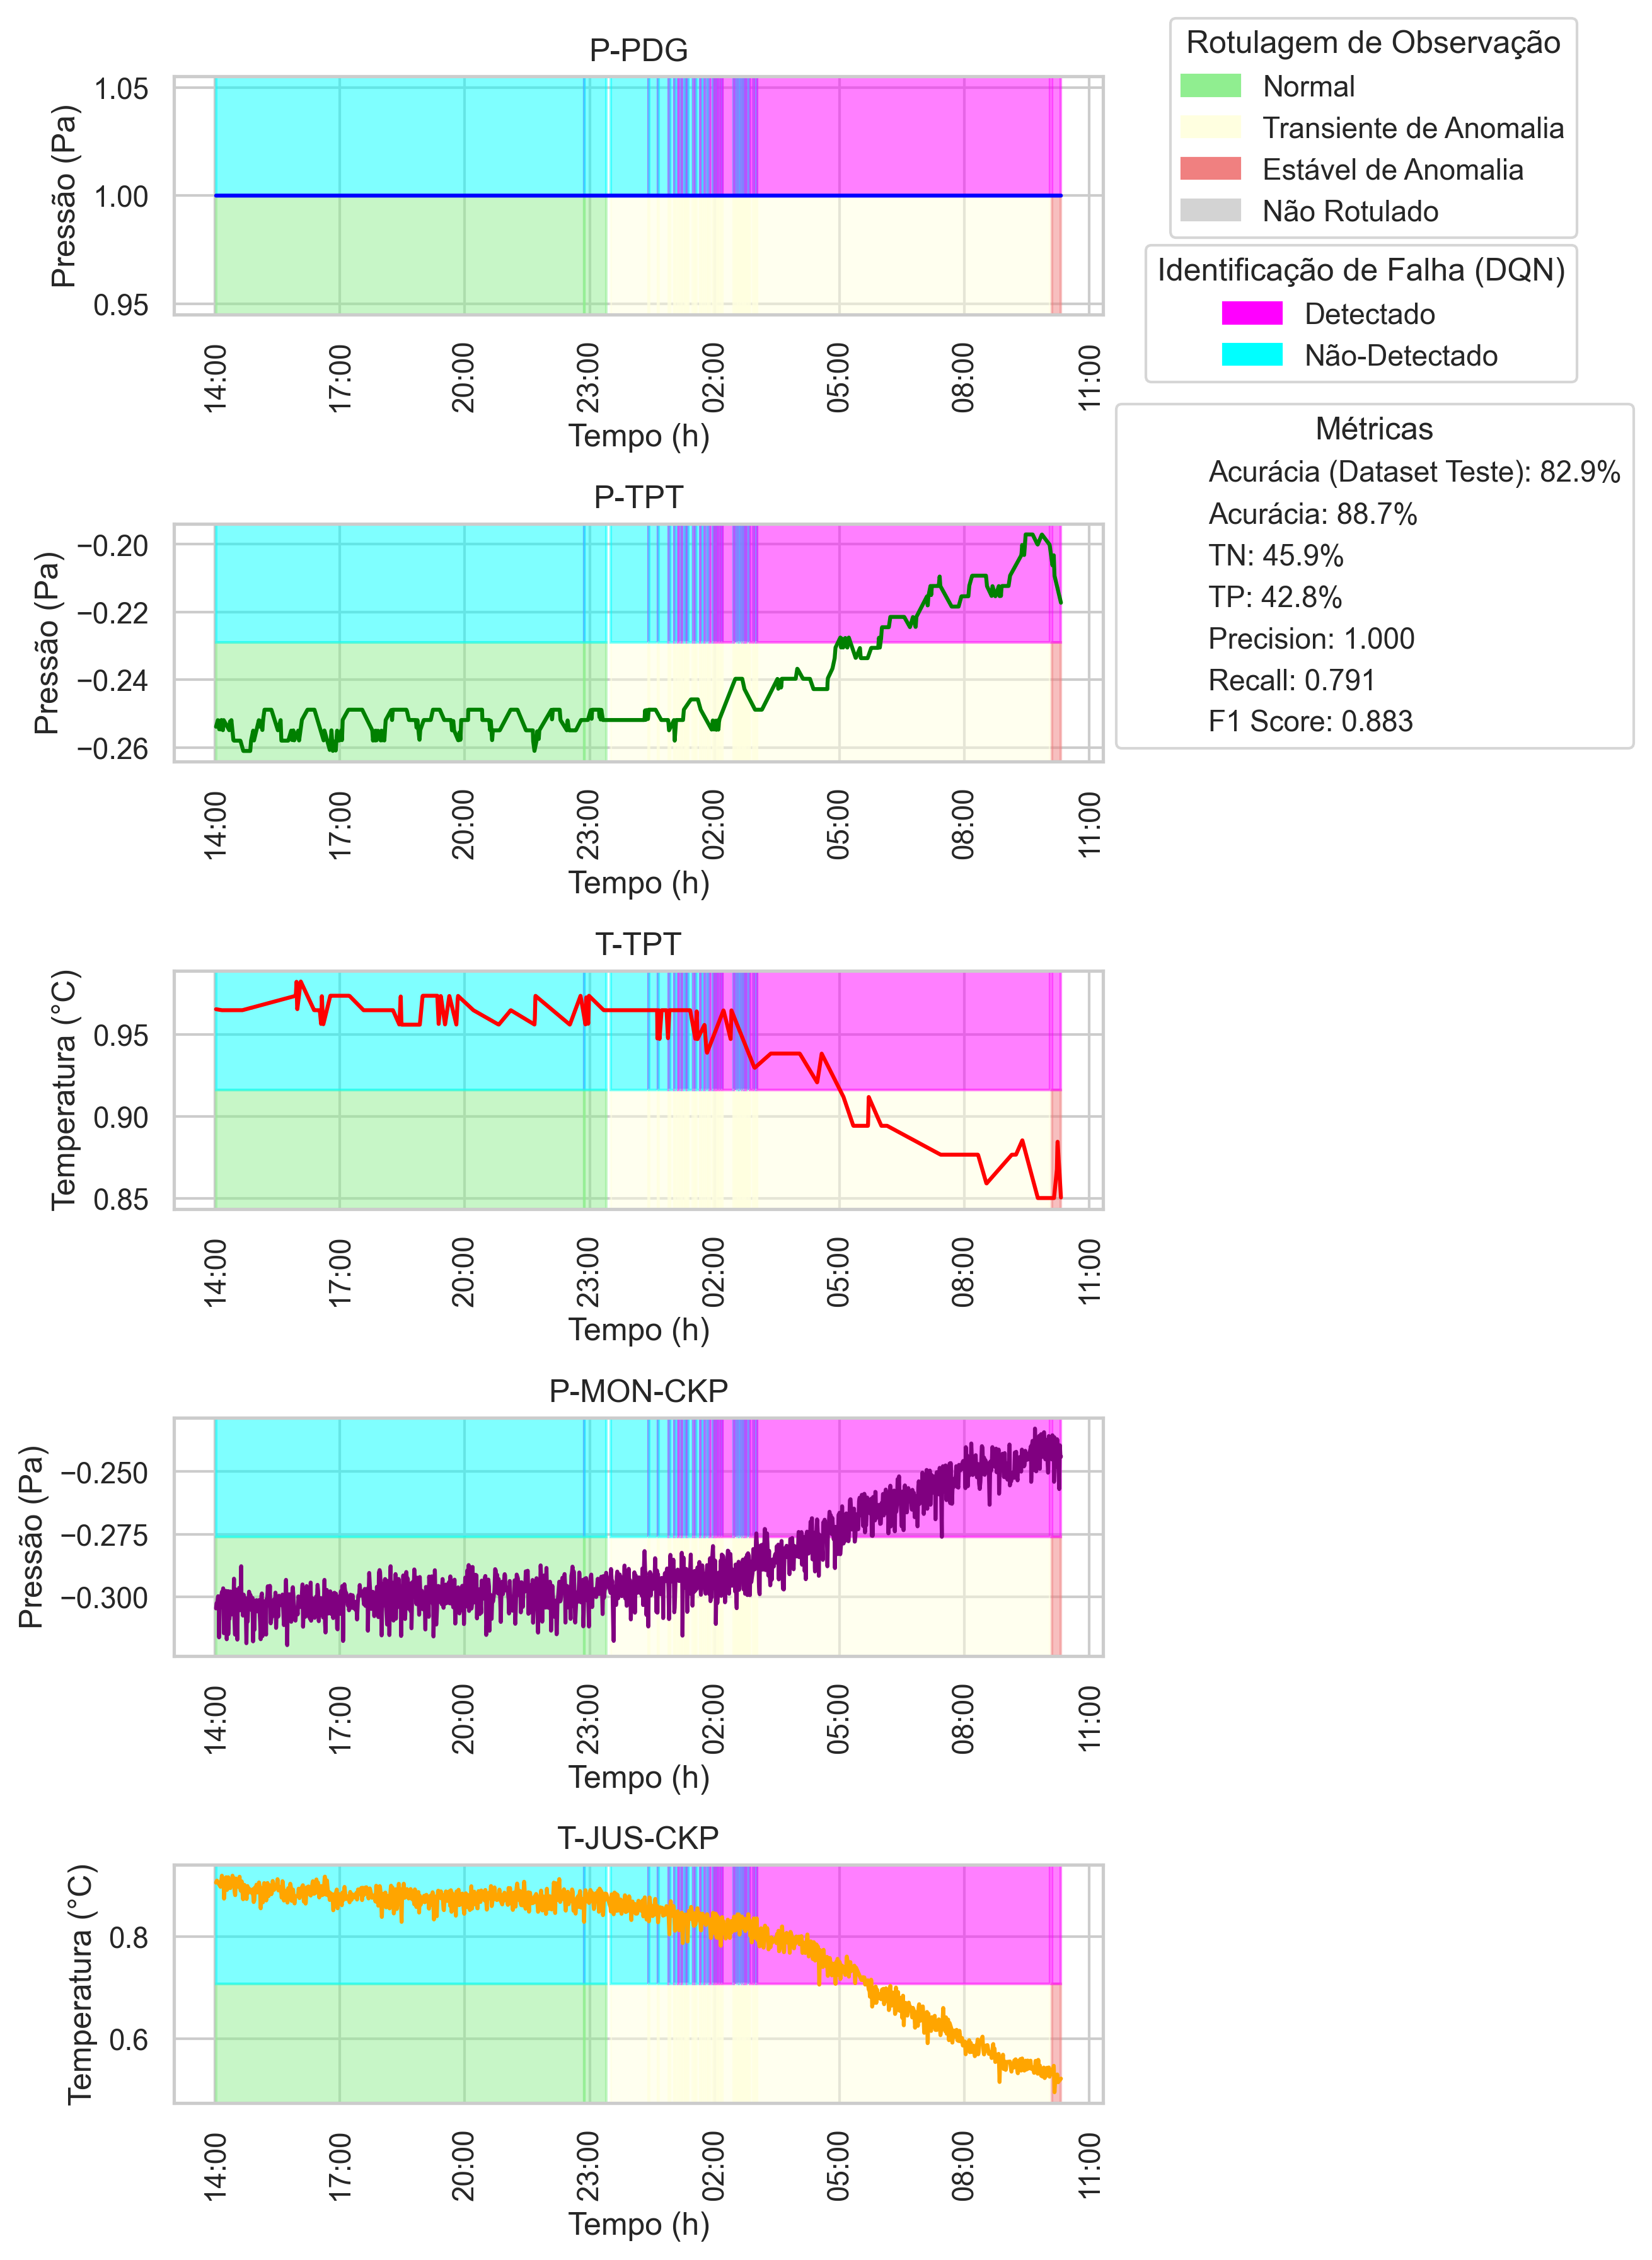 P-PDG
Pressão (Pa)
1.05
1.00
0.95
14:00
17:00
20:00
23:00
02:00
05:00
08:00
11:00
Tempo (h)
Rotulagem de Observação
Normal
Transiente de Anomalia
Estável de Anomalia
Não Rotulado
Identificação de Falha (DQN)
Detectado
Não-Detectado
Métricas
Acurácia (Dataset Teste): 82.9%
Acurácia: 88.7%
TN: 45.9%
TP: 42.8%
Precision: 1.000
Recall: 0.791
F1 Score: 0.883
P-TPT
Pressão (Pa)
−0.20
−0.22
−0.24
−0.26
14:00
17:00
20:00
23:00
02:00
05:00
08:00
11:00
Tempo (h)
T-TPT
Temperatura (°C)
0.95
0.90
0.85
14:00
17:00
20:00
23:00
02:00
05:00
08:00
11:00
Tempo (h)
P-MON-CKP
Pressão (Pa)
−0.250
−0.275
−0.300
14:00
17:00
20:00
23:00
02:00
05:00
08:00
11:00
Tempo (h)
T-JUS-CKP
Temperatura (°C)
0.8
0.6
14:00
17:00
20:00
23:00
02:00
05:00
08:00
11:00
Tempo (h)